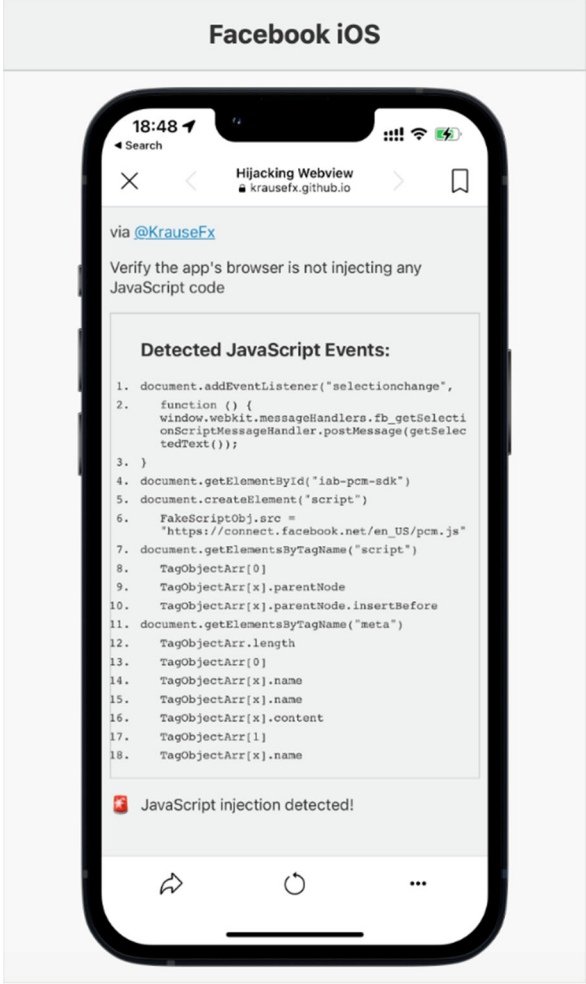 Facebook iOS
18:48
◀ Search
Hijacking Webview
krausefx.github.io
via @KrauseFx
Verify the app's browser is not injecting any
JavaScript code
Detected JavaScript Events:
1. document.addEventListener("selectionchange",
2. function () {
window.webkit.messageHandlers.fb_getSelecti
onScriptMessageHandler.postMessage(getSelec
tedText());
3. }
4. document.getElementById("iab-pcm-sdk")
5. document.createElement("script")
6. FakeScriptObj.src =
"https://connect.facebook.net/en_US/pcm.js"
7. document.getElementsByTagName("script")
8. TagObjectArr[0]
9. TagObjectArr[x].parentNode
10. TagObjectArr[x].parentNode.insertBefore
11. document.getElementsByTagName("meta")
12. TagObjectArr.length
13. TagObjectArr[0]
14. TagObjectArr[x].name
15. TagObjectArr[x].name
16. TagObjectArr[x].content
17. TagObjectArr[1]
18. TagObjectArr[x].name
🚨 JavaScript injection detected!